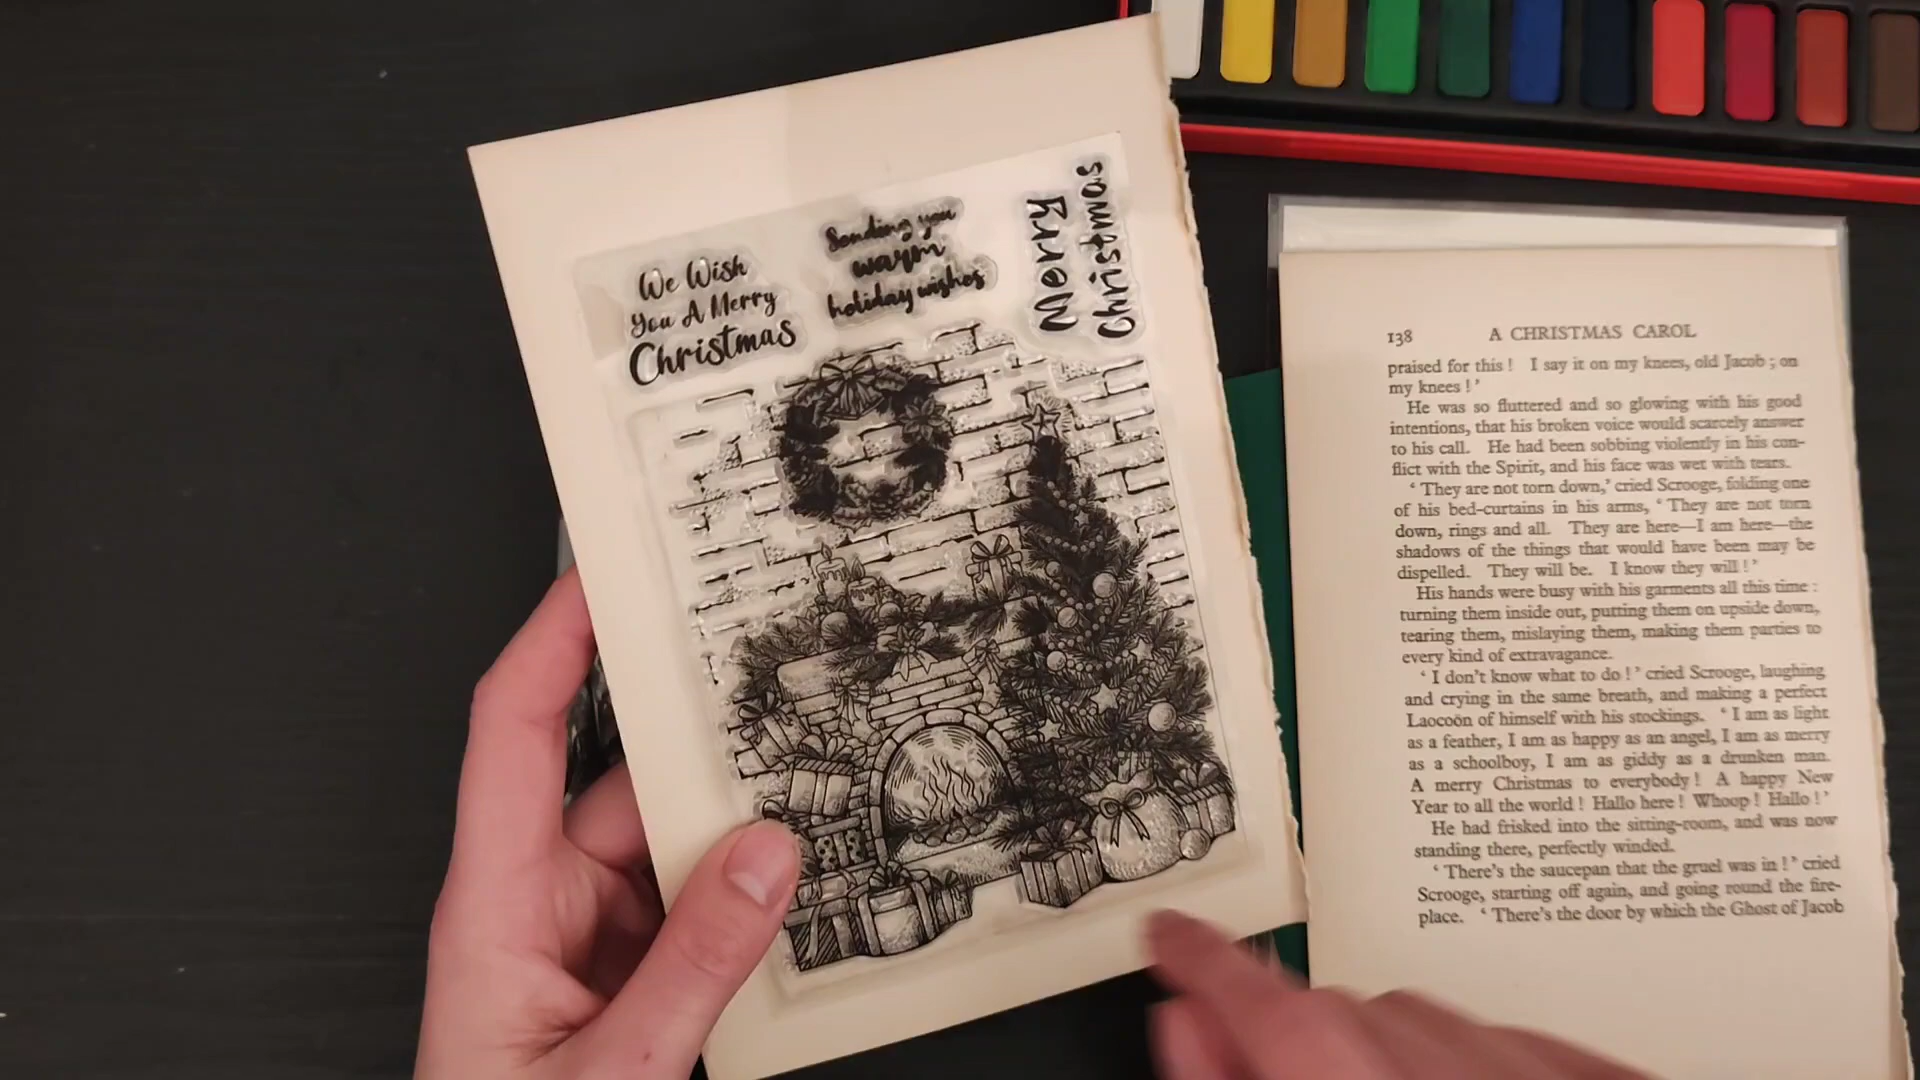 We Wish
You A Merry
Christmas
Sending you
warm
holiday wishes
Merry
Christmas
138 A CHRISTMAS CAROL
praised for this ! I say it on my knees, old Jacob ; on
my knees ! ’
He was so fluttered and so glowing with his good
intentions, that his broken voice would scarcely answer
to his call. He had been sobbing violently in his con-
flict with the Spirit, and his face was wet with tears.
‘ They are not torn down,’ cried Scrooge, folding one
of his bed-curtains in his arms, ‘ They are not torn
down, rings and all. They are here—I am here—the
shadows of the things that would have been may be
dispelled. They will be. I know they will ! ’
His hands were busy with his garments all this time :
turning them inside out, putting them on upside down,
tearing them, mislaying them, making them parties to
every kind of extravagance.
‘ I don’t know what to do ! ’ cried Scrooge, laughing
and crying in the same breath, and making a perfect
Laocoön of himself with his stockings. ‘ I am as light
as a feather, I am as happy as an angel, I am as merry
as a schoolboy, I am as giddy as a drunken man.
A merry Christmas to everybody ! A happy New
Year to all the world ! Hallo here ! Whoop ! Hallo ! ’
He had frisked into the sitting-room, and was now
standing there, perfectly winded.
‘ There’s the saucepan that the gruel was in ! ’ cried
Scrooge, starting off again, and going round the fire-
place. ‘ There’s the door by which the Ghost of Jacob